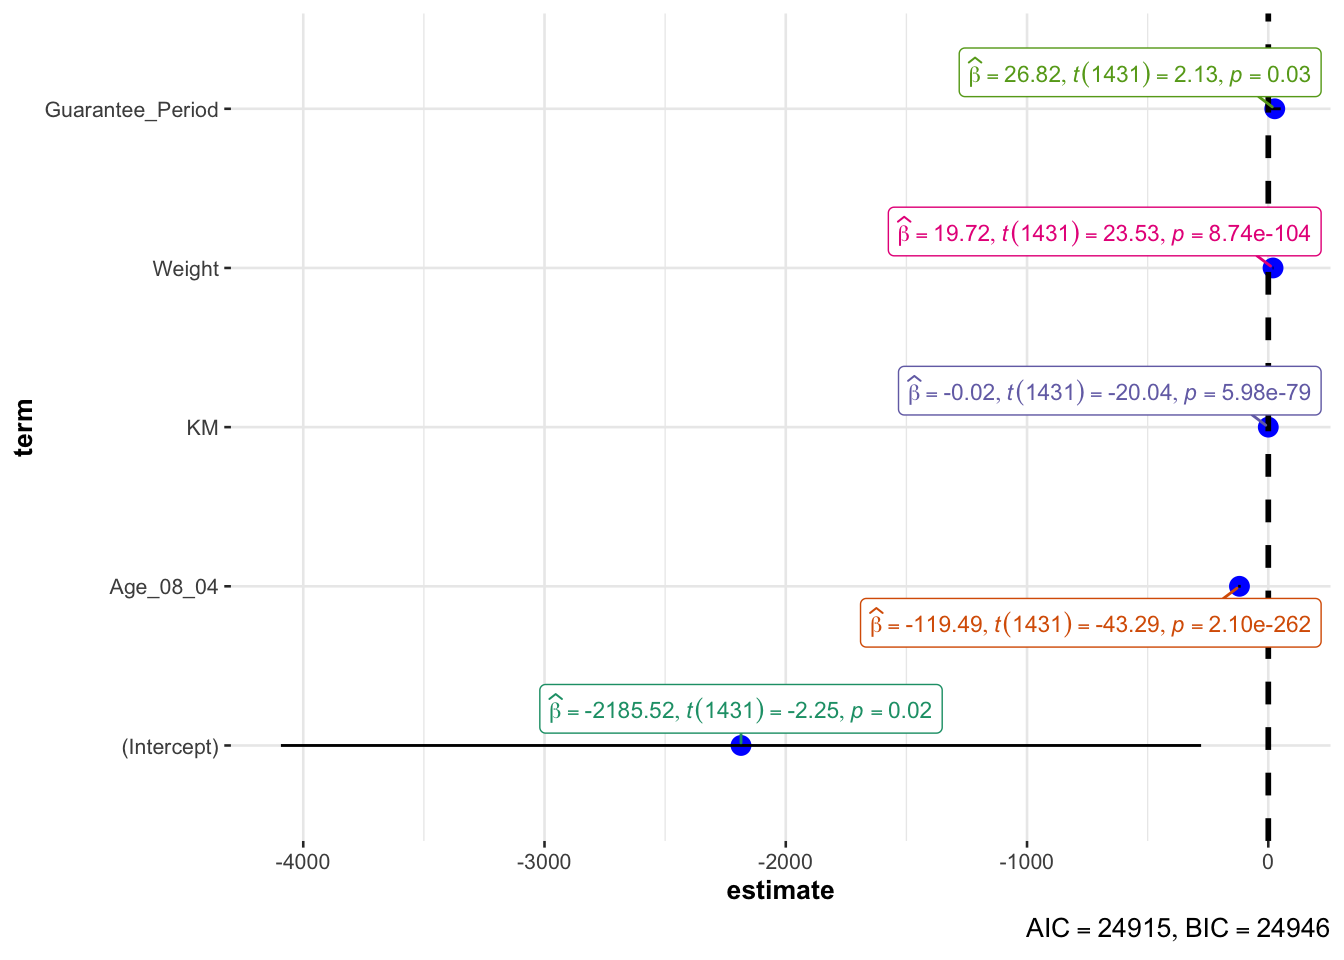 β̂ = 26.82, t(1431) = 2.13, p = 0.03
Guarantee_Period
β̂ = 19.72, t(1431) = 23.53, p = 8.74e-104
Weight
β̂ = -0.02, t(1431) = -20.04, p = 5.98e-79
KM
term
Age_08_04
β̂ = -119.49, t(1431) = -43.29, p = 2.10e-262
β̂ = -2185.52, t(1431) = -2.25, p = 0.02
(Intercept)
-4000 -3000 -2000 -1000 0
estimate
AIC = 24915, BIC = 24946